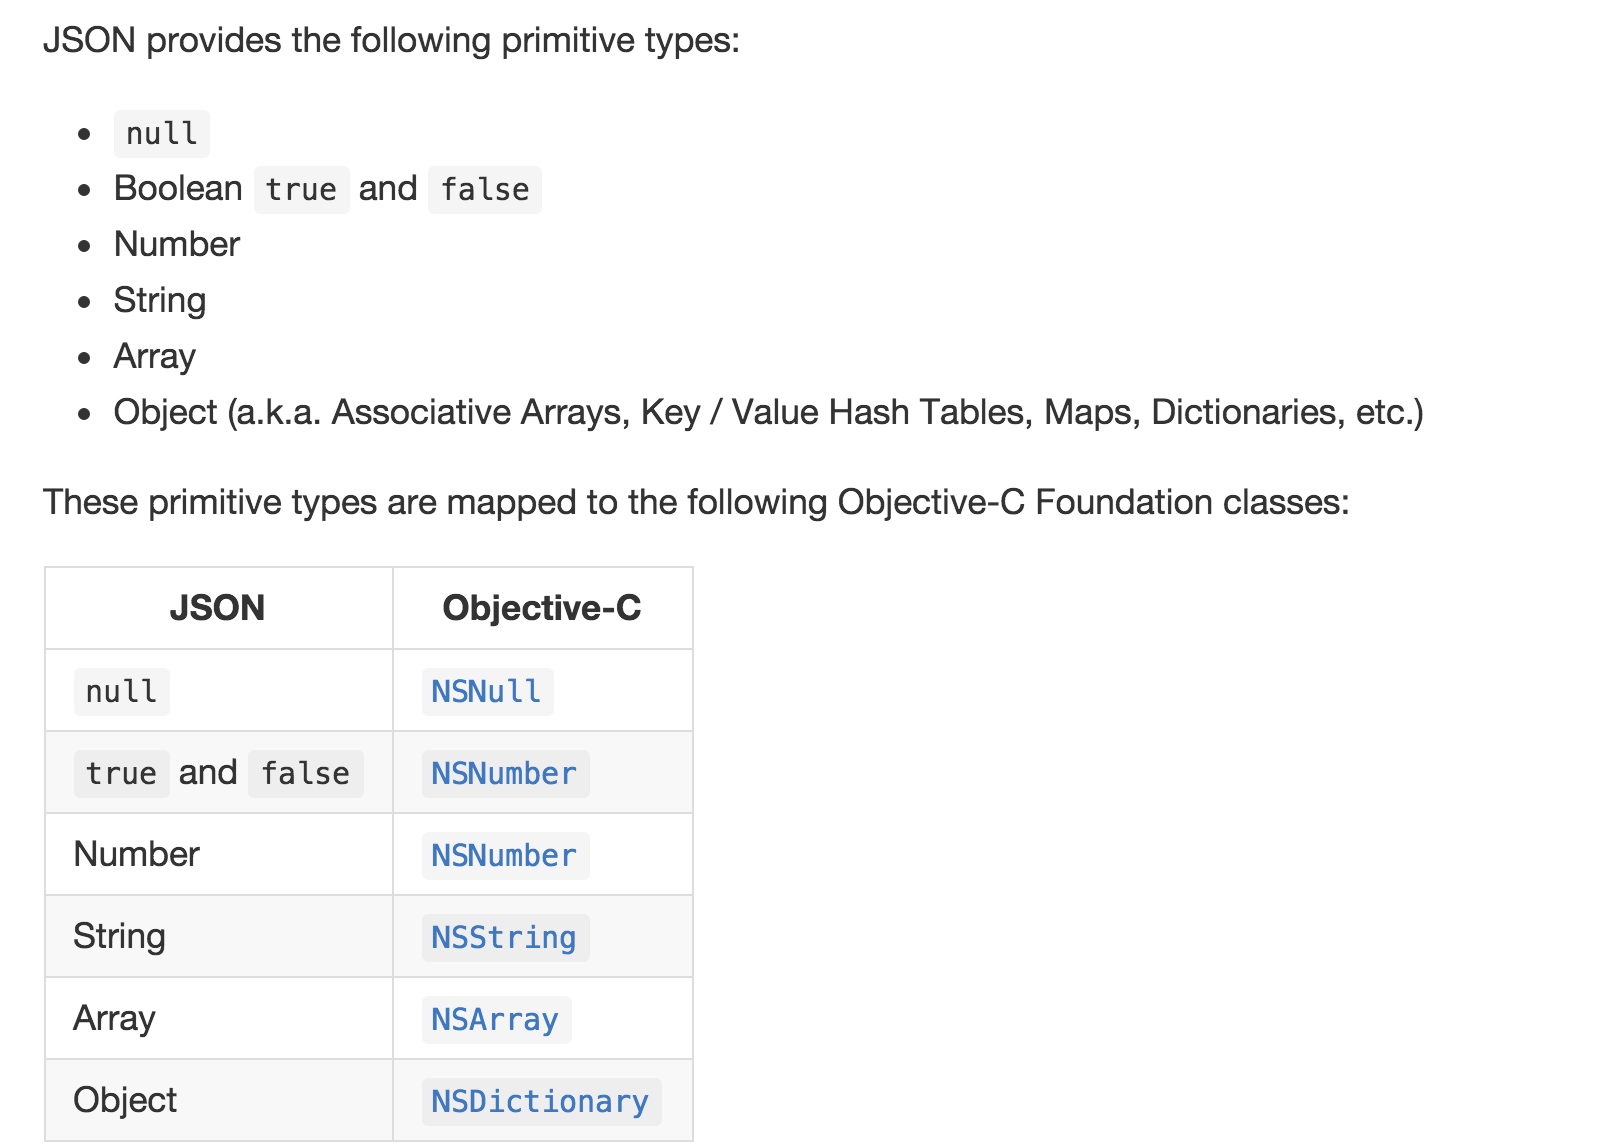 JSON provides the following primitive types:
• null
• Boolean true and false
• Number
• String
• Array
• Object (a.k.a. Associative Arrays, Key / Value Hash Tables, Maps, Dictionaries, etc.)
These primitive types are mapped to the following Objective-C Foundation classes:
JSON Objective-C
null NSNull
true and false NSNumber
Number NSNumber
String NSString
Array NSArray
Object NSDictionary